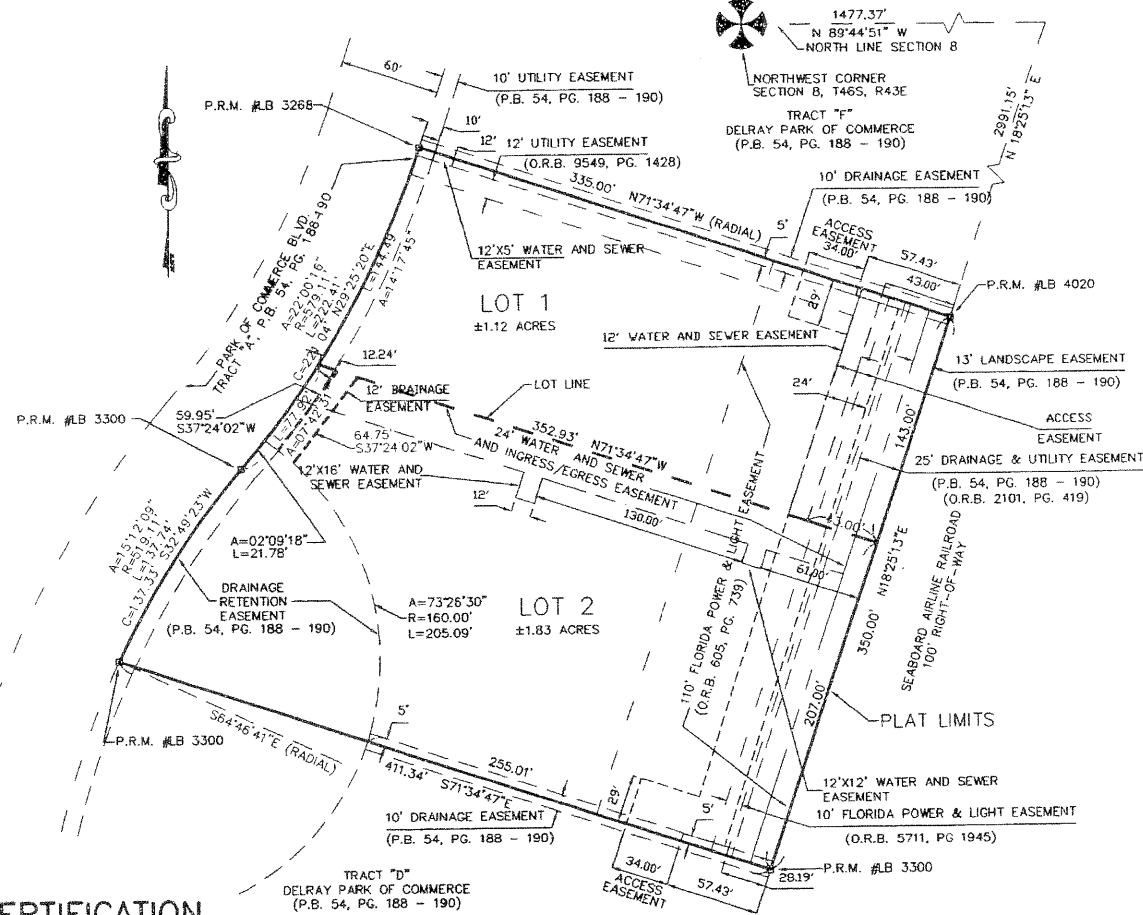 1477.37'
N 89°44'51" W
NORTH LINE SECTION 8
NORTHWEST CORNER
SECTION 8, T46S, R43E
2991.15'
N 18°25'13" E
TRACT "F"
DELRAY PARK OF COMMERCE
(P.B. 54, PG. 188 - 190)
60'
10' UTILITY EASEMENT
(P.B. 54, PG. 188 - 190)
P.R.M. #LB 3268
10'
12'
12' UTILITY EASEMENT
(O.R.B. 9549, PG. 1428)
335.00'
N71°34'47"W (RADIAL)
10' DRAINAGE EASEMENT
(P.B. 54, PG. 188 - 190)
5'
ACCESS
EASEMENT
34.00'
57.43'
43.00'
P.R.M. #LB 4020
12'X5' WATER AND SEWER
EASEMENT
29'
PARK OF COMMERCE BLVD.
TRACT "A", P.B. 54, PG. 188-190
A=22°00'16"
R=579.11'
L=222.41'
N29°25'20"E
L=144.49
A=14°17'45"
LOT 1
±1.12 ACRES
12' WATER AND SEWER EASEMENT
13' LANDSCAPE EASEMENT
(P.B. 54, PG. 188 - 190)
24'
143.00'
ACCESS
EASEMENT
12.24'
12' DRAINAGE
EASEMENT
LOT LINE
59.95'
S37°24'02"W
L=77.92'
A=07°42'31"
P.R.M. #LB 3300
352.93' N71°34'47"W
24' WATER AND SEWER
AND INGRESS/EGRESS EASEMENT
64.75'
S37°24'02"W
25' DRAINAGE & UTILITY EASEMENT
(P.B. 54, PG. 188 - 190)
(O.R.B. 2101, PG. 419)
12'X16' WATER AND
SEWER EASEMENT
12'
130.00'
61.00'
A=02°09'18"
L=21.78'
A=15°12'09"
R=519.11'
L=137.74'
C=137.33'
S32°49'23"W
DRAINAGE
RETENTION
EASEMENT
(P.B. 54, PG. 188 - 190)
A=73°26'30"
R=160.00'
L=205.09'
LOT 2
±1.83 ACRES
110' FLORIDA POWER & LIGHT EASEMENT
(O.R.B. 605, PG. 739)
N18°25'13"E
350.00'
SEABOARD AIRLINE RAILROAD
100' RIGHT-OF-WAY
207.00'
PLAT LIMITS
P.R.M. #LB 3300
S64°46'41"E (RADIAL)
5'
255.01'
411.34'
S71°34'47"E
10' DRAINAGE EASEMENT
(P.B. 54, PG. 188 - 190)
29'
5'
12'X12' WATER AND SEWER
EASEMENT
10' FLORIDA POWER & LIGHT EASEMENT
(O.R.B. 5711, PG 1945)
P.R.M. #LB 3300
28.19'
34.00'
57.43'
ACCESS
EASEMENT
TRACT "D"
DELRAY PARK OF COMMERCE
(P.B. 54, PG. 188 - 190)